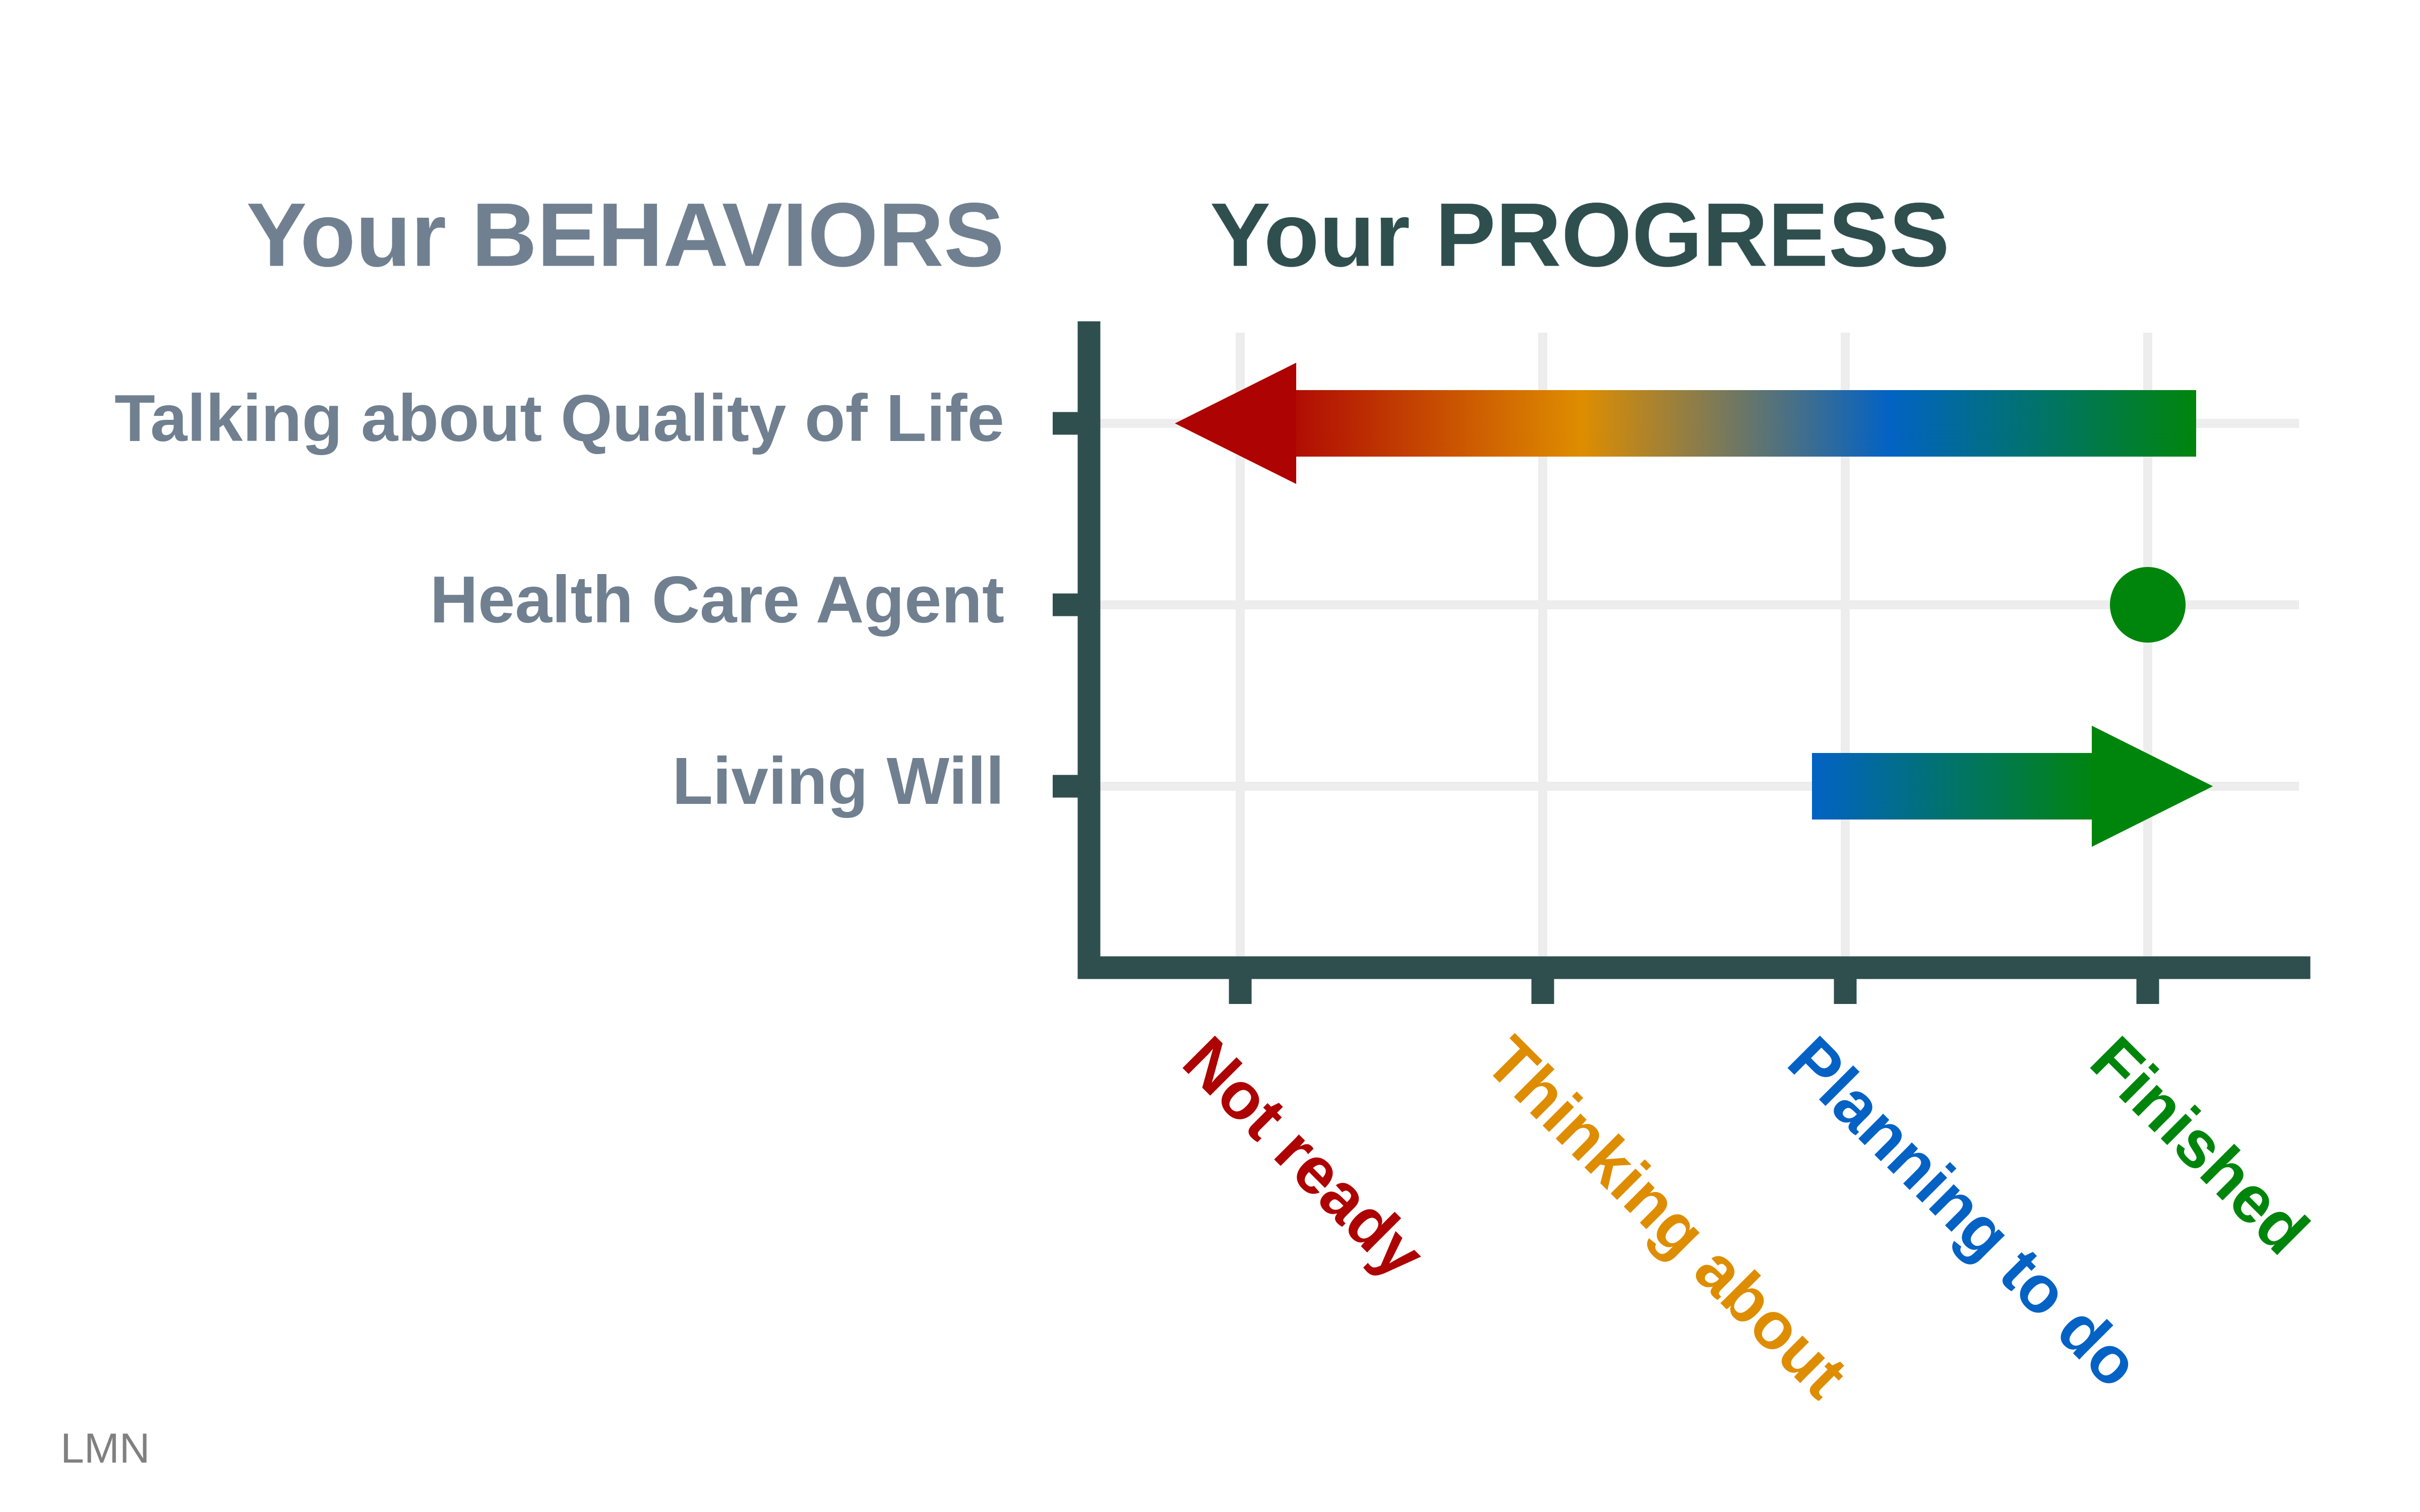 Your BEHAVIORS
Your PROGRESS
Talking about Quality of Life
Health Care Agent
Living Will
Not ready
Thinking about
Planning to do
Finished
LMN